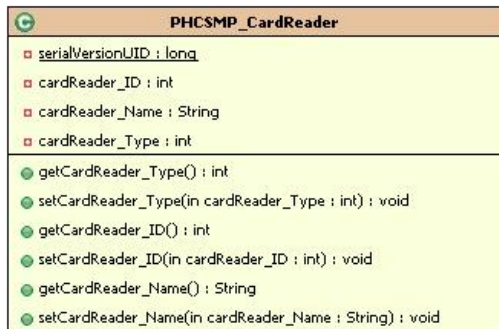 C PHCSMP_CardReader
serialVersionUID : long
cardReader_ID : int
cardReader_Name : String
cardReader_Type : int
getCardReader_Type() : int
setCardReader_Type(in cardReader_Type : int) : void
getCardReader_ID() : int
setCardReader_ID(in cardReader_ID : int) : void
getCardReader_Name() : String
setCardReader_Name(in cardReader_Name : String) : void